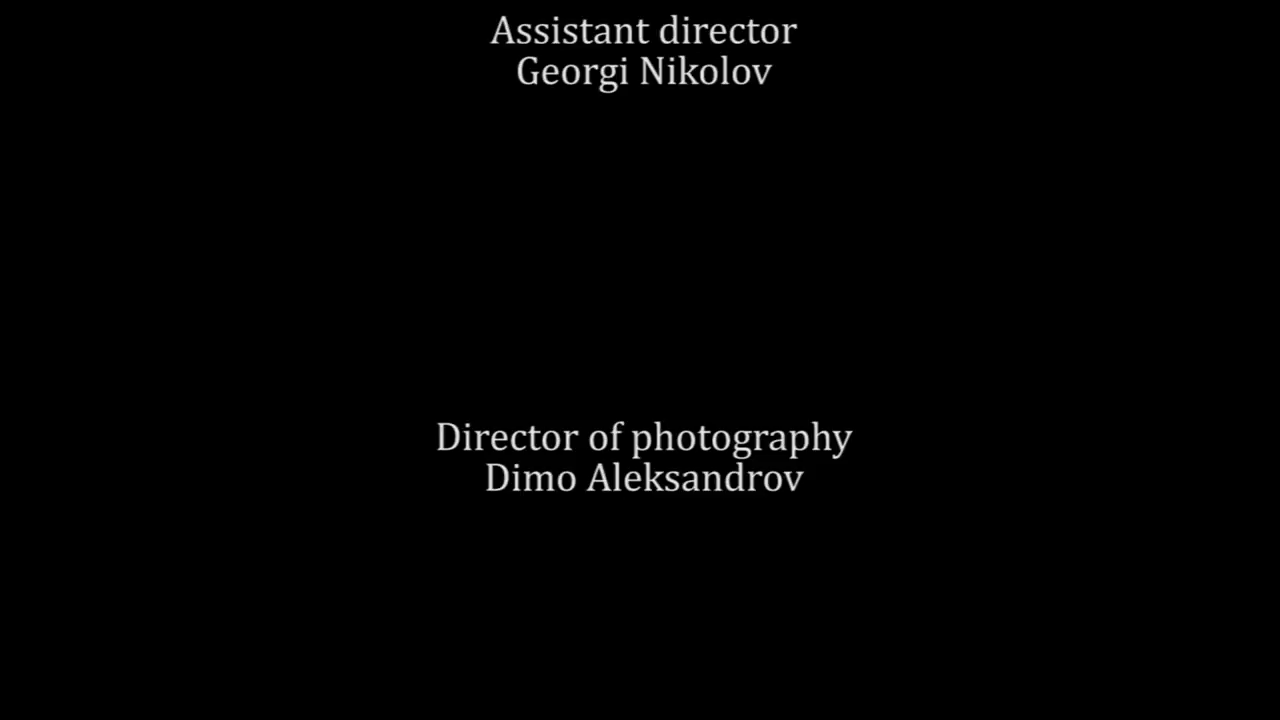 Assistant director
Georgi Nikolov
Director of photography
Dimo Aleksandrov